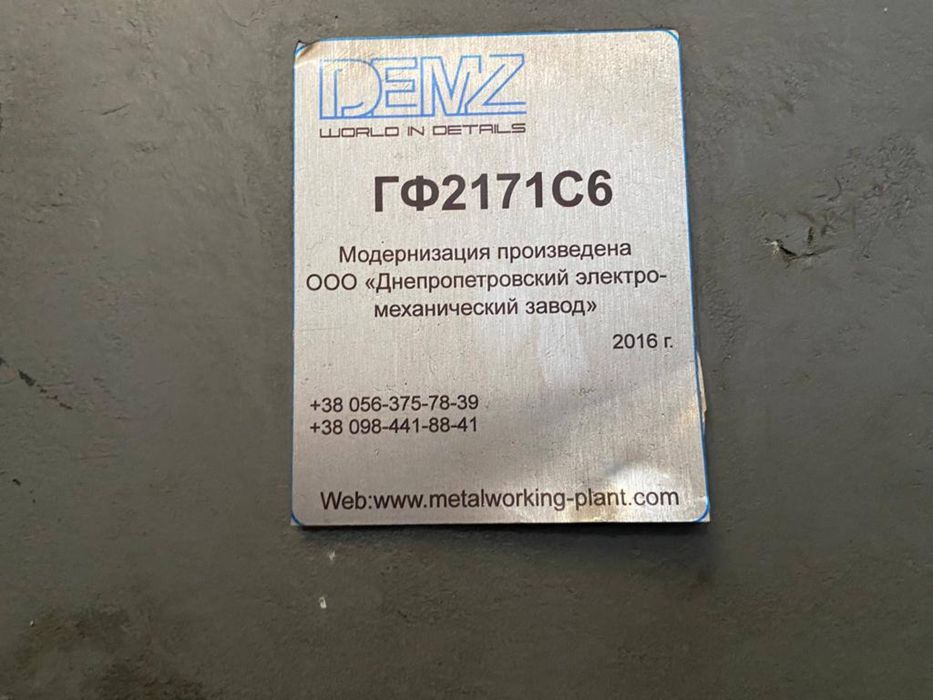 DEMZ
WORLD IN DETAILS
ГФ2171С6
Модернизация произведена
ООО «Днепропетровский электро-
механический завод»
2016 г.
+38 056-375-78-39
+38 098-441-88-41
Web:www.metalworking-plant.com